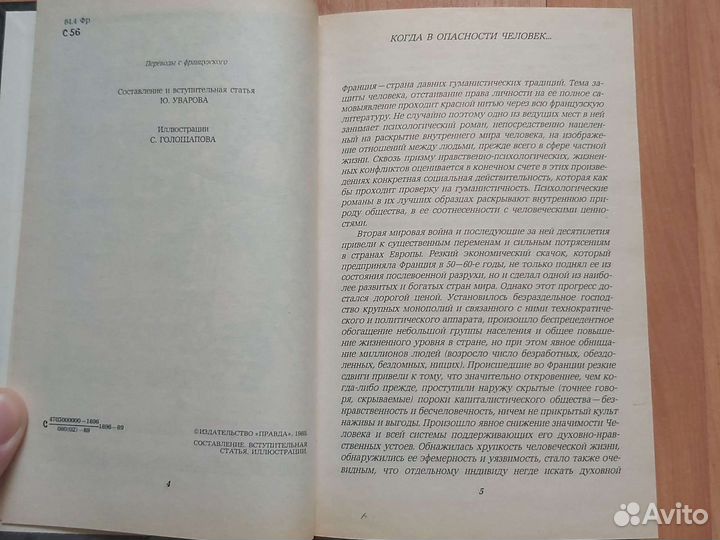 84.4 Фр
С 56
Переводы с французского
Составление и вступительная статья
Ю. УВАРОВА
Иллюстрации
С. ГОЛОЩАПОВА
С 4703000000—1896 1896—89
080(02)—89
©ИЗДАТЕЛЬСТВО «ПРАВДА», 1989.
СОСТАВЛЕНИЕ. ВСТУПИТЕЛЬНАЯ
СТАТЬЯ. ИЛЛЮСТРАЦИИ.
4
КОГДА В ОПАСНОСТИ ЧЕЛОВЕК...
Франция—страна давних гуманистических традиций. Тема за-
щиты человека, отстаивание права личности на ее полное са-
мовыявление проходит красной нитью через всю французскую
литературу. Не случайно поэтому одно из ведущих мест в ней
занимает психологический роман, непосредственно нацелен-
ный на раскрытие внутреннего мира человека, на изображе-
ние отношений между людьми, прежде всего в сфере частной
жизни. Сквозь призму нравственно-психологических, жизнен-
ных конфликтов оценивается в конечном счете в этих произве-
дениях конкретная социальная действительность, которая как
бы проходит проверку на гуманистичность. Психологические
романы в их лучших образцах раскрывают внутреннюю при-
роду общества, в ее соотнесенности с человеческими ценно-
стями.
Вторая мировая война и последующие за ней десятилетия
привели к существенным переменам и сильным потрясениям
в странах Европы. Резкий экономический скачок, который
предприняла Франция в 50—60-е годы, не только поднял ее из
состояния послевоенной разрухи, но и сделал одной из наибо-
лее развитых и богатых стран мира. Однако этот прогресс до-
стался дорогой ценой. Установилось безраздельное господ-
ство крупных монополий и связанного с ними технократиче-
ского и политического аппарата, произошло беспрецедентное
обогащение небольшой группы населения и общее повыше-
ние жизненного уровня в стране, но при этом явное обнища-
ние миллионов людей (возросло число безработных, обездо-
ленных, бездомных, нищих). Происшедшие во Франции резкие
сдвиги привели к тому, что значительно откровеннее, чем ко-
гда-либо прежде, проступили наружу скрытые (точнее гово-
ря, скрываемые) пороки капиталистического общества—без-
нравственность и бесчеловечность, ничем не прикрытый культ
наживы и выгоды. Произошло явное снижение значимости Че-
ловека и всей системы поддерживающих его духовно-нрав-
ственных устоев. Обнажилась хрупкость человеческой жизни,
обнаружились ее эфемерность и уязвимость, стало также оче-
видным, что отдельному индивиду негде искать духовной
5
Avito